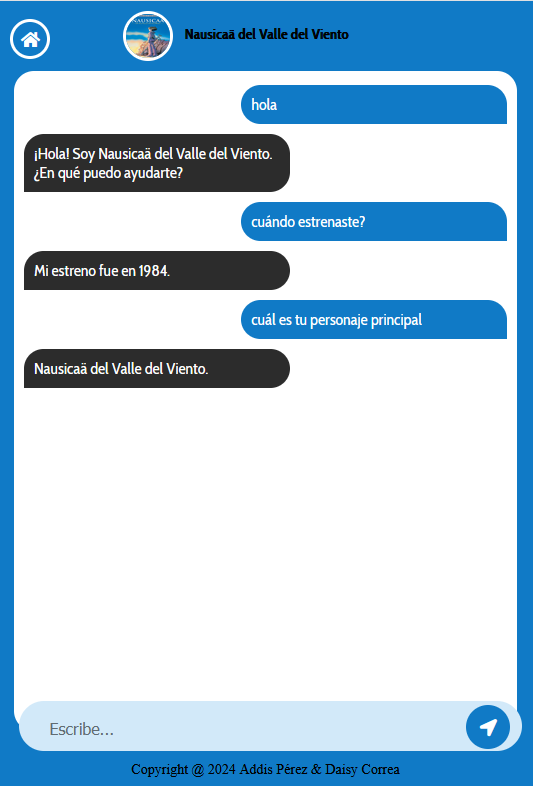 NAUSICAÄ
Nausicaä del Valle del Viento
hola
¡Hola! Soy Nausicaä del Valle del Viento.
¿En qué puedo ayudarte?
cuándo estrenaste?
Mi estreno fue en 1984.
cuál es tu personaje principal
Nausicaä del Valle del Viento.
Escribe...
Copyright @ 2024 Addis Pérez & Daisy Correa